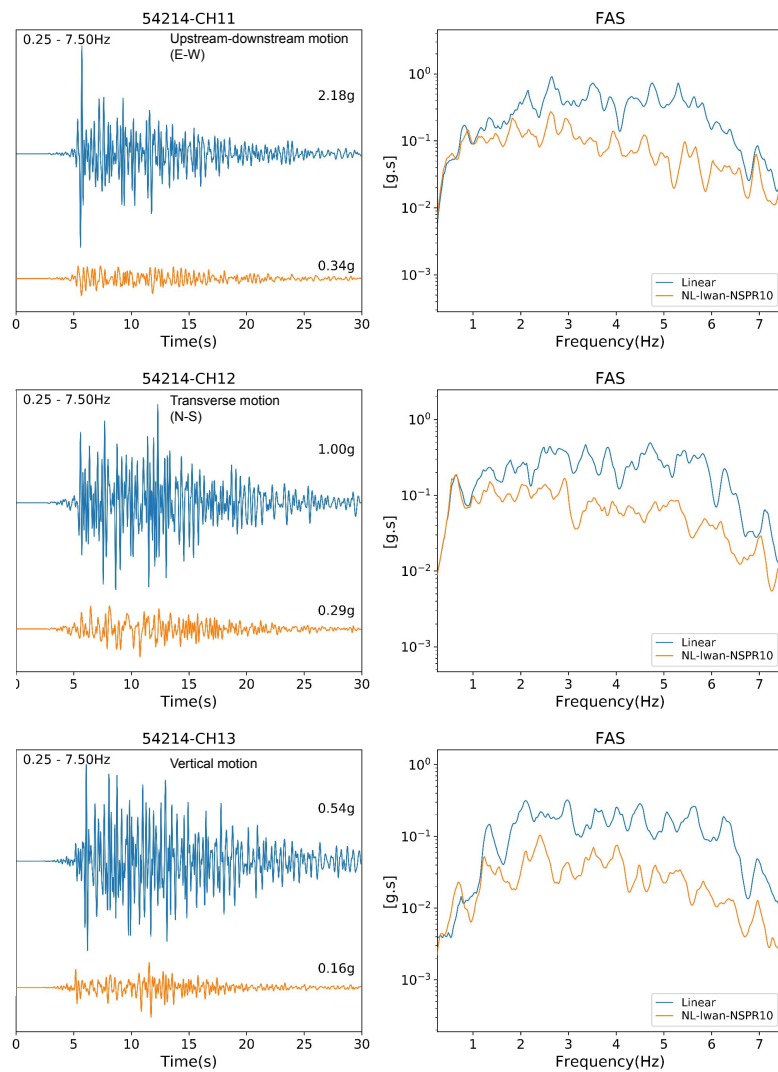 54214-CH11
0.25 - 7.50Hz
Upstream-downstream motion
(E-W)
2.18g
0.34g
0 5 10 15 20 25 30
Time(s)
FAS
[g.s]
10⁰
10⁻¹
10⁻²
10⁻³
Linear
NL-Iwan-NSPR10
1 2 3 4 5 6 7
Frequency(Hz)
54214-CH12
0.25 - 7.50Hz
Transverse motion
(N-S)
1.00g
0.29g
0 5 10 15 20 25 30
Time(s)
FAS
[g.s]
10⁰
10⁻¹
10⁻²
10⁻³
Linear
NL-Iwan-NSPR10
1 2 3 4 5 6 7
Frequency(Hz)
54214-CH13
0.25 - 7.50Hz
Vertical motion
0.54g
0.16g
0 5 10 15 20 25 30
Time(s)
FAS
[g.s]
10⁰
10⁻¹
10⁻²
10⁻³
Linear
NL-Iwan-NSPR10
1 2 3 4 5 6 7
Frequency(Hz)